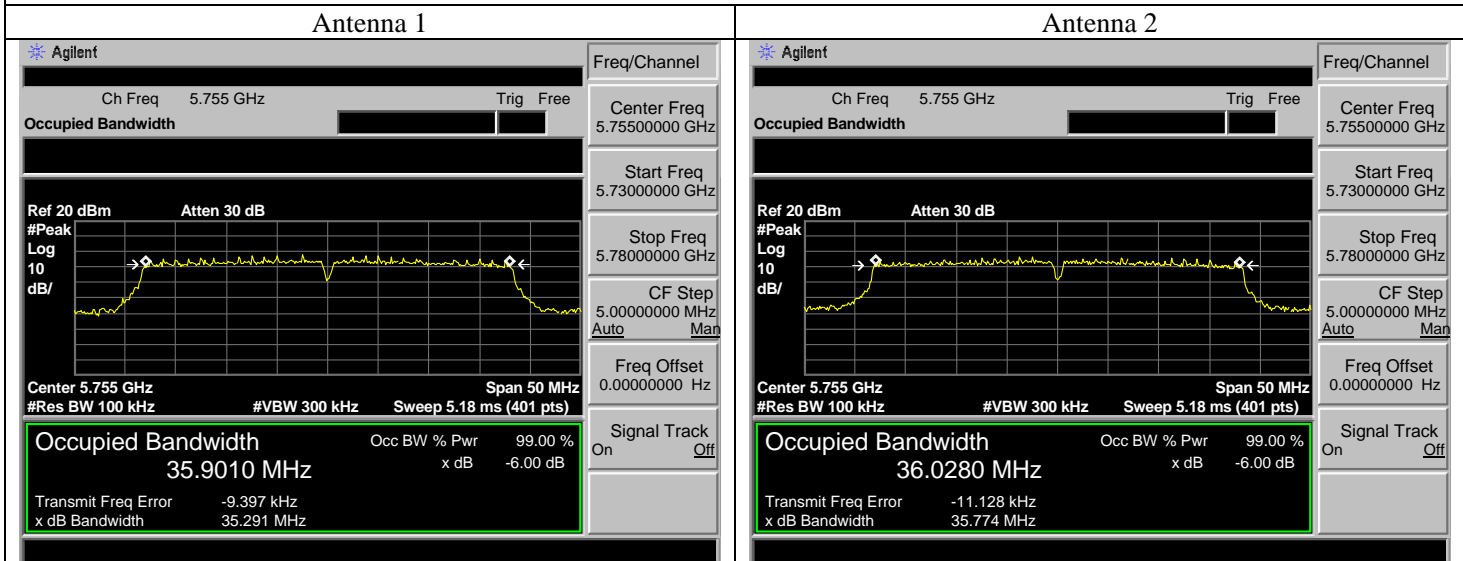 Antenna 1
Agilent
Freq/Channel
Ch Freq 5.755 GHz Trig Free
Occupied Bandwidth
Center Freq
5.75500000 GHz
Start Freq
5.73000000 GHz
Ref 20 dBm Atten 30 dB
#Peak
Log
10
dB/
Stop Freq
5.78000000 GHz
CF Step
5.00000000 MHz
Auto Man
Freq Offset
0.00000000 Hz
Center 5.755 GHz Span 50 MHz
#Res BW 100 kHz #VBW 300 kHz Sweep 5.18 ms (401 pts)
Signal Track
On Off
Occupied Bandwidth Occ BW % Pwr 99.00 %
35.9010 MHz x dB -6.00 dB
Transmit Freq Error -9.397 kHz
x dB Bandwidth 35.291 MHz
Antenna 2
Agilent
Freq/Channel
Ch Freq 5.755 GHz Trig Free
Occupied Bandwidth
Center Freq
5.75500000 GHz
Start Freq
5.73000000 GHz
Ref 20 dBm Atten 30 dB
#Peak
Log
10
dB/
Stop Freq
5.78000000 GHz
CF Step
5.00000000 MHz
Auto Man
Freq Offset
0.00000000 Hz
Center 5.755 GHz Span 50 MHz
#Res BW 100 kHz #VBW 300 kHz Sweep 5.18 ms (401 pts)
Signal Track
On Off
Occupied Bandwidth Occ BW % Pwr 99.00 %
36.0280 MHz x dB -6.00 dB
Transmit Freq Error -11.128 kHz
x dB Bandwidth 35.774 MHz